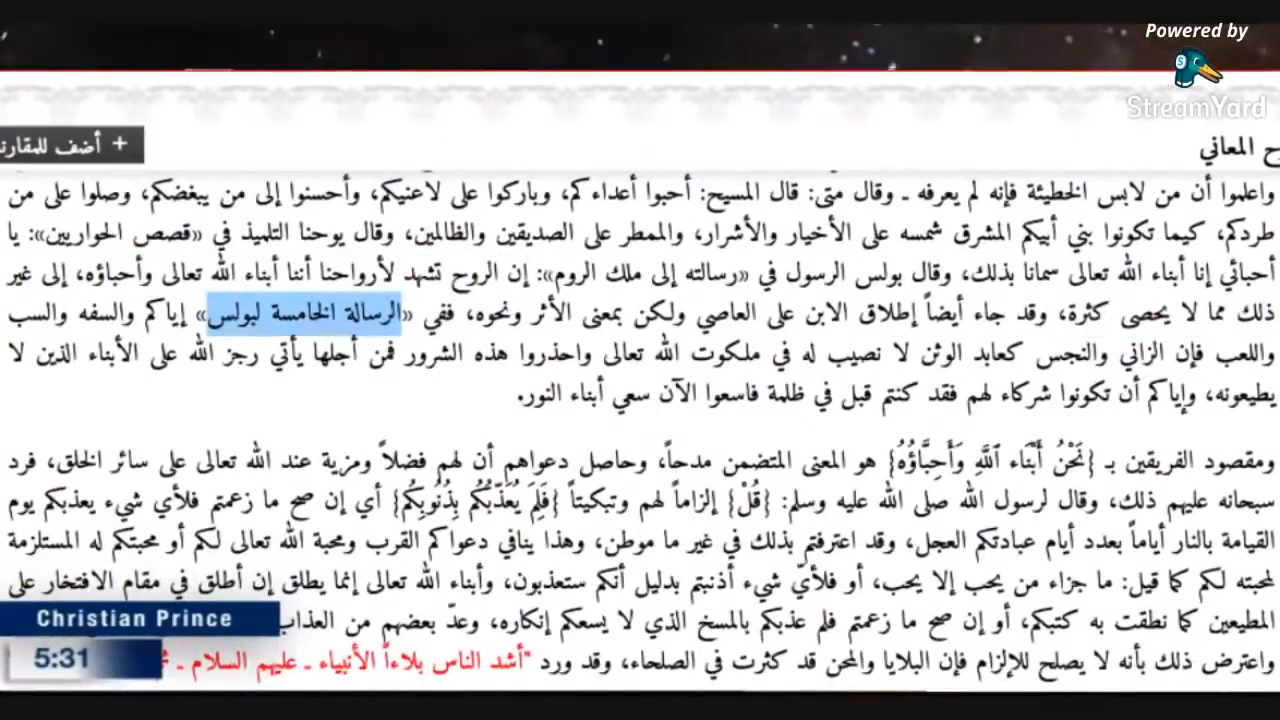 Powered by
StreamYard
+ أضف للمقارن
ح المعاني
واعلموا أن من لابس الخطيئة فإنه لم يعرفه ـ وقال متى: قال المسيح: أحبوا أعداءكم، وباركوا على لاعنيكم، وأحسنوا إلى من يبغضكم، وصلوا على من
طردكم، كيما تكونوا بني أبيكم المشرق شمسه على الأخيار والأشرار، والممطر على الصديقين والظالمين، وقال يوحنا التلميذ في «قصص الحواريين»: يا
أحبائي إنا أبناء الله تعالى سمانا بذلك، وقال بولس الرسول في «رسالته إلى ملك الروم»: إن الروح تشهد لأرواحنا أننا أبناء الله تعالى وأحباؤه، إلى غير
ذلك مما لا يحصى كثرة، وقد جاء أيضاً إطلاق الابن على العاصي ولكن بمعنى الأثر ونحوه، ففي «الرسالة الخامسة لبولس» إياكم والسفه والسب
واللعب فإن الزاني والنجس كعابد الوثن لا نصيب له في ملكوت الله تعالى واحذروا هذه الشرور فمن أجلها يأتي رجز الله على الأبناء الذين لا
يطيعونه، وإياكم أن تكونوا شركاء لهم فقد كنتم قبل في ظلمة فاسعوا الآن سعي أبناء النور.
ومقصود الفريقين بـ {نَحْنُ أَبْنَاء ٱللَّهِ وَأَحِبَّاؤُهُ} هو المعنى المتضمن مدحاً، وحاصل دعواهم أن لهم فضلاً ومزية عند الله تعالى على سائر الخلق، فرد
سبحانه عليهم ذلك، وقال لرسول الله صلى الله عليه وسلم: {قُلْ} إلزاماً لهم وتبكيتاً {فَلِمَ يُعَذِّبُكُم بِذُنُوبِكُم} أي إن صح ما زعمتم فلأي شيء يعذبكم يوم
القيامة بالنار أياماً بعدد أيام عبادتكم العجل، وقد اعترفتم بذلك في غير ما موطن، وهذا ينافي دعواكم القرب ومحبة الله تعالى لكم أو محبتكم له المستلزمة
لمحبته لكم كما قيل: ما جزاء من يحب إلا يحب، أو فلأيّ شيء أذنبتم بدليل أنكم ستعذبون، وأبناء الله تعالى إنما يطلق إن أطلق في مقام الافتخار على
المطيعين كما نطقت به كتبكم، أو إن صح ما زعمتم فلم عذبكم بالمسخ الذي لا يسعكم إنكاره، وعدّ بعضهم من العذاب
واعترض ذلك بأنه لا يصلح للإلزام فإن البلايا والمحن قد كثرت في الصلحاء، وقد ورد "أشد الناس بلاءاً الأنبياء ـ عليهم السلام ـ
Christian Prince
5:31